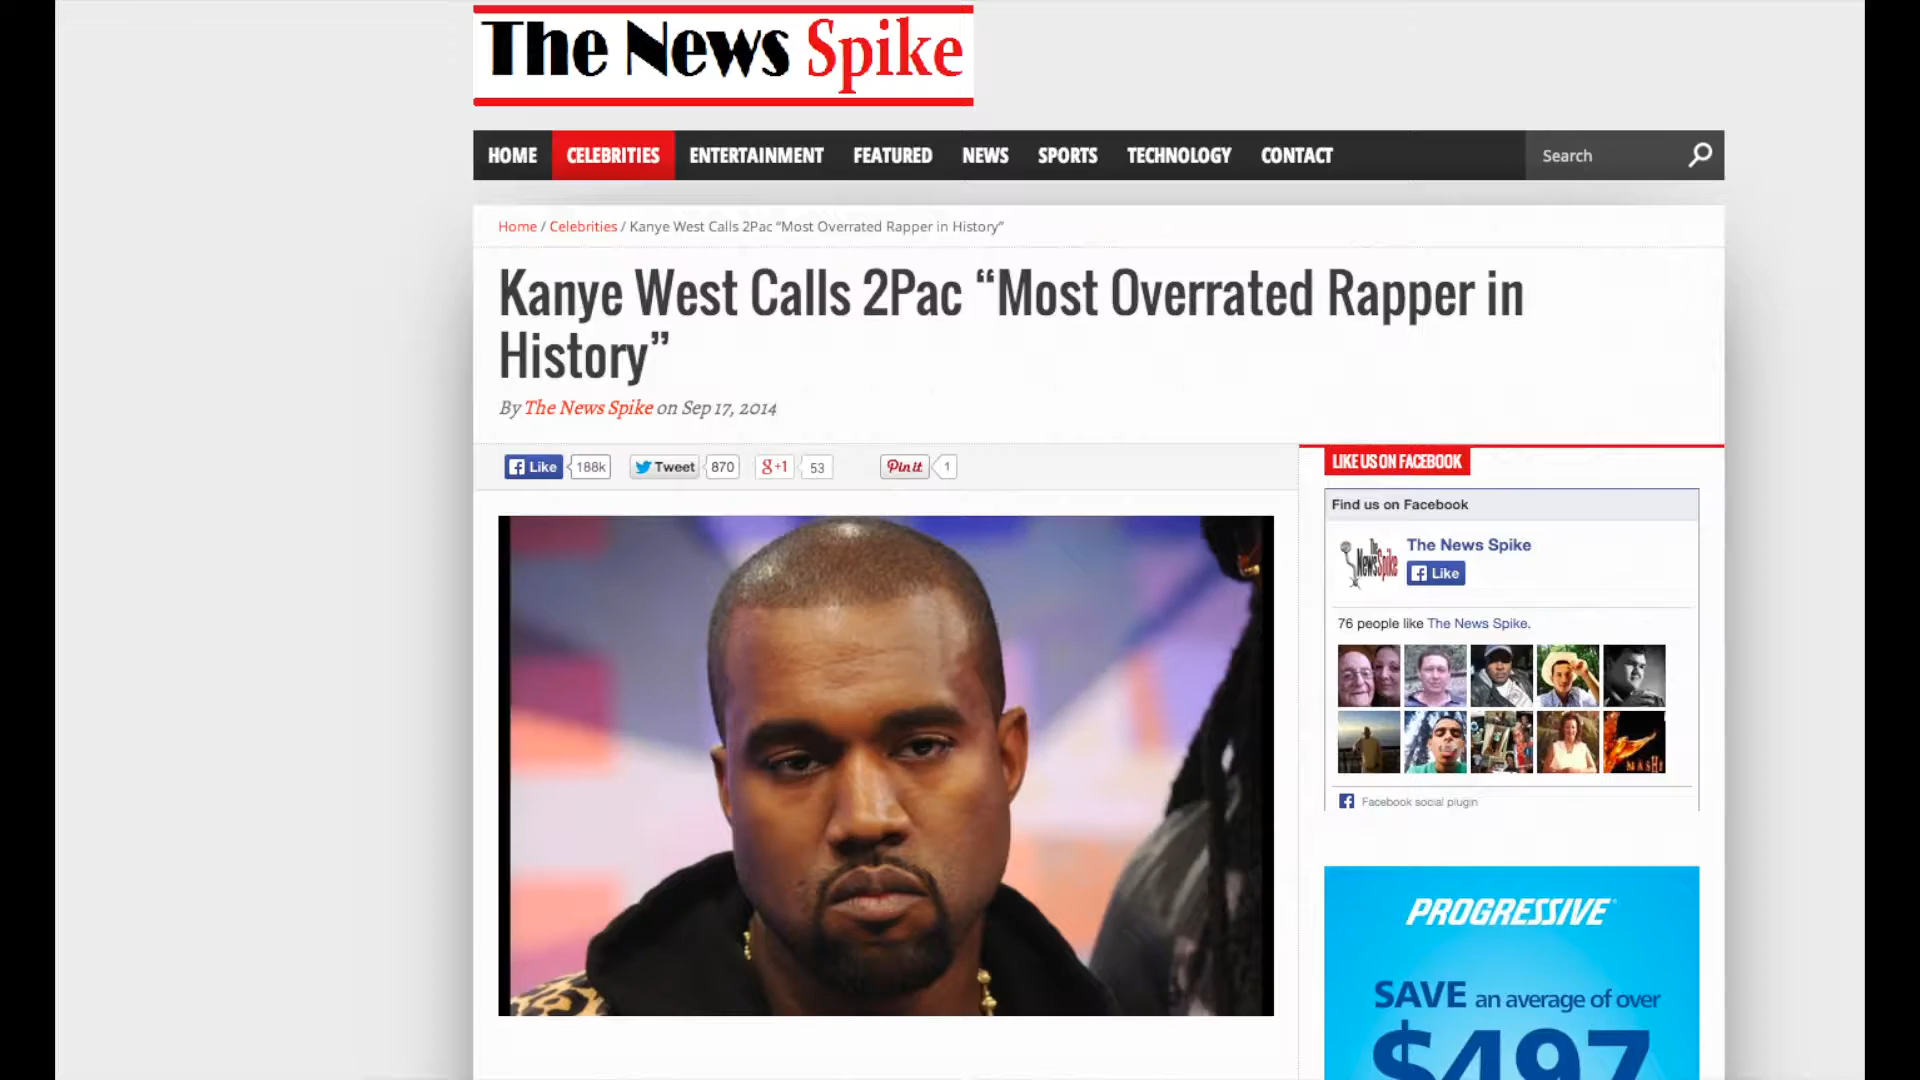 The News Spike
HOME CELEBRITIES ENTERTAINMENT FEATURED NEWS SPORTS TECHNOLOGY CONTACT Search
Home / Celebrities / Kanye West Calls 2Pac “Most Overrated Rapper in History”
Kanye West Calls 2Pac “Most Overrated Rapper in
History”
By The News Spike on Sep 17, 2014
Like 188k Tweet 870 g+1 53 Pin it 1
LIKE US ON FACEBOOK
Find us on Facebook
The NewsSpike
The News Spike
Like
76 people like The News Spike.
MASHI
Facebook social plugin
PROGRESSIVE
SAVE an average of over
$497